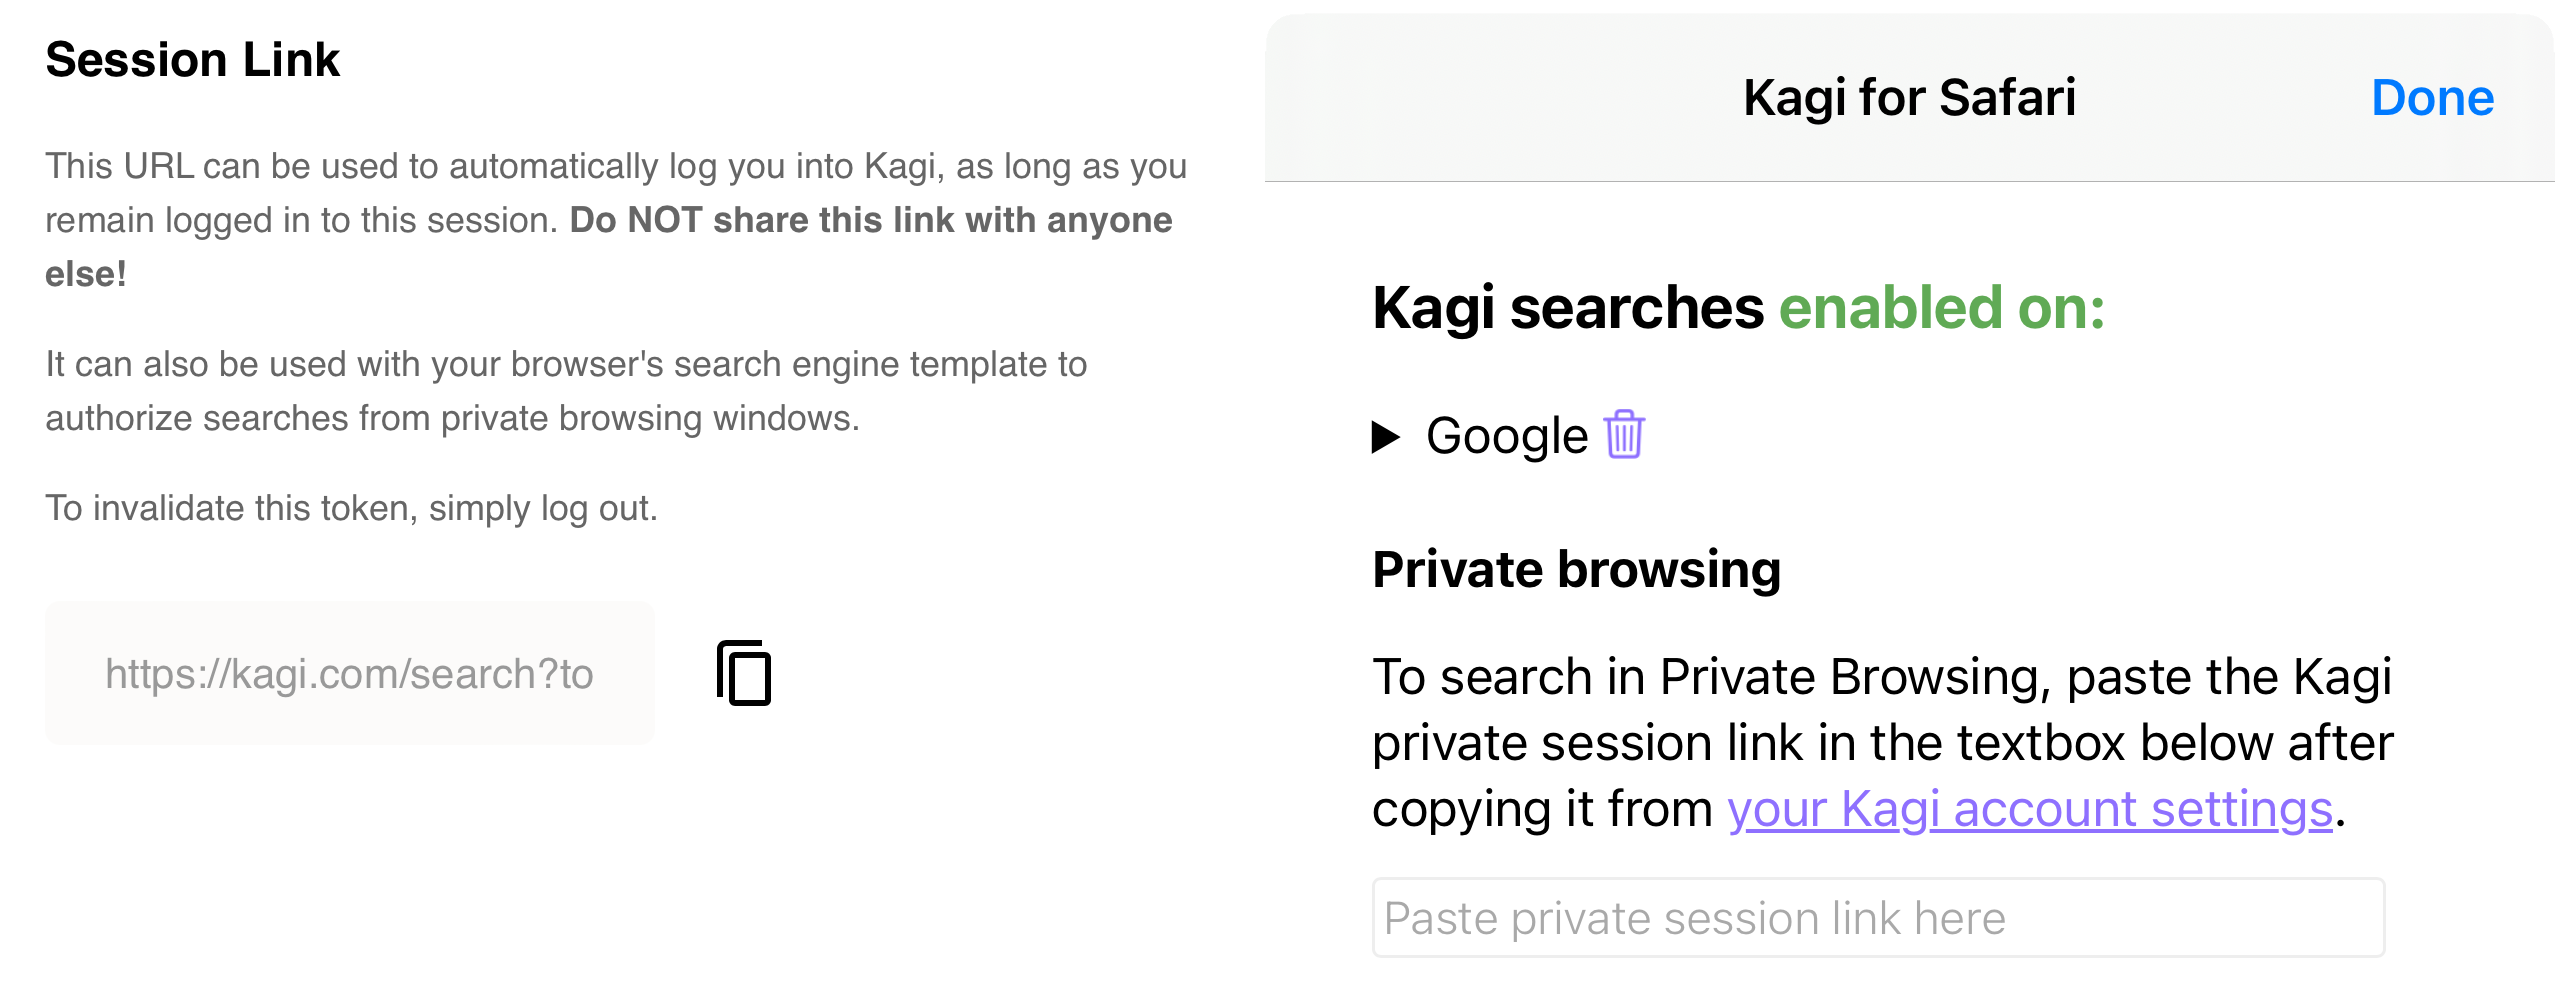 Session Link
This URL can be used to automatically log you into Kagi, as long as you
remain logged in to this session. Do NOT share this link with anyone
else!
It can also be used with your browser's search engine template to
authorize searches from private browsing windows.
To invalidate this token, simply log out.
https://kagi.com/search?to
Kagi for Safari
Done
Kagi searches enabled on:
Google
Private browsing
To search in Private Browsing, paste the Kagi
private session link in the textbox below after
copying it from your Kagi account settings.
Paste private session link here